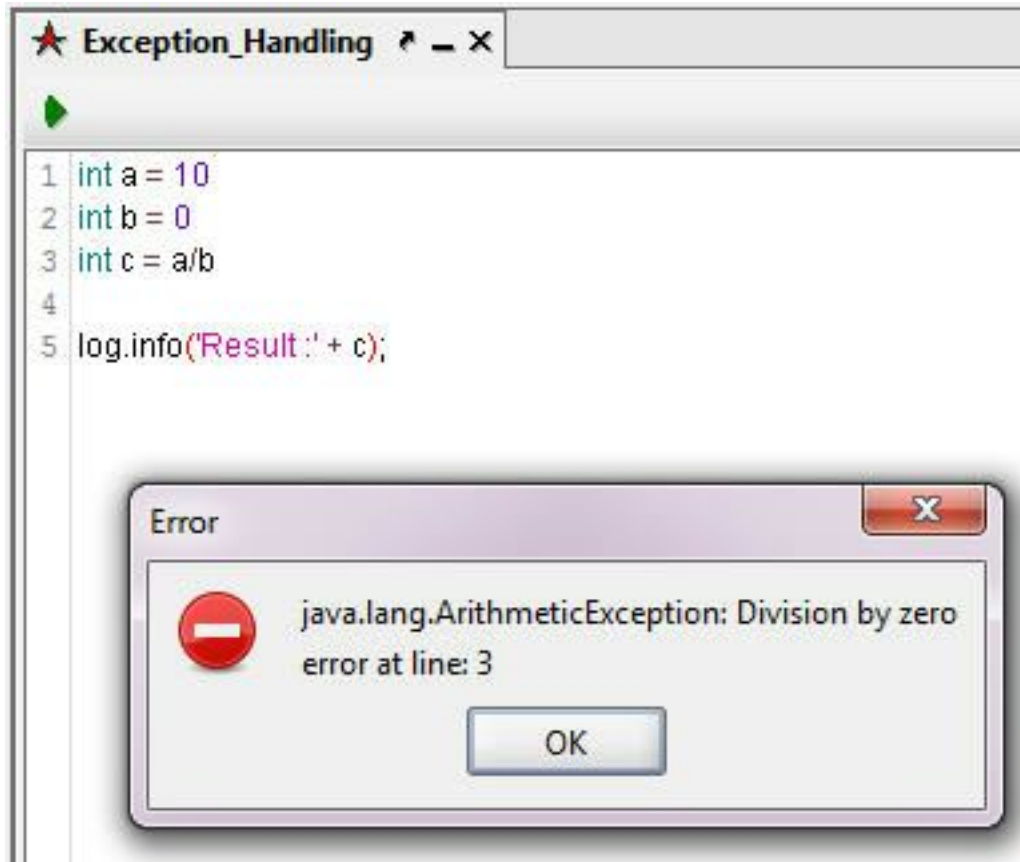 Exception_Handling
1 int a = 10
2 int b = 0
3 int c = a/b
4
5 log.info('Result :' + c);
Error
java.lang.ArithmeticException: Division by zero
error at line: 3
OK